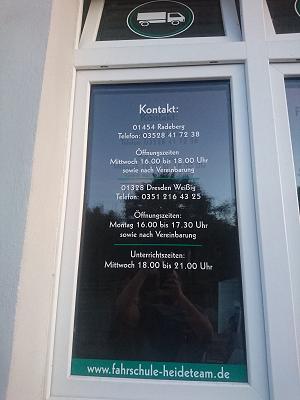 Kontakt:
01454 Radeberg
Telefon: 03528 41 72 38
Öffnungszeiten
Mittwoch 16.00 bis 18.00 Uhr
sowie nach Vereinbarung
01328 Dresden Weißig
Telefon: 0351 216 43 25
Öffnungszeiten:
Montag 16.00 bis 17.30 Uhr
sowie nach Vereinbarung
Unterrichtszeiten:
Mittwoch 18.00 bis 21.00 Uhr
www.fahrschule-heideteam.de